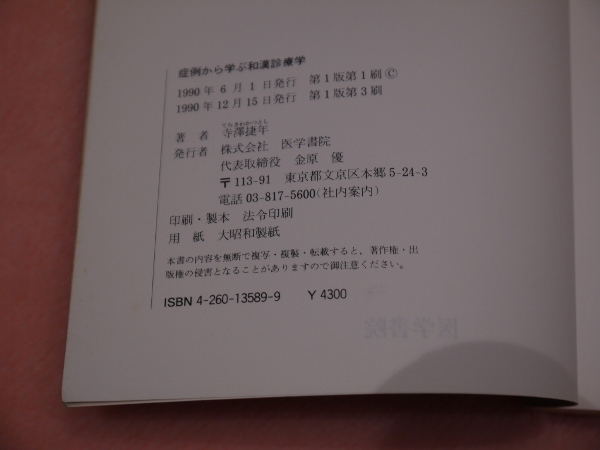 症例から学ぶ和漢診療学
1990年 6月 1日発行 第1版第1刷©
1990年12月15日発行 第1版第3刷
てらさわかつとし
著 者 寺澤捷年
発行者 株式会社 医学書院
代表取締役 金原 優
〒113-91 東京都文京区本郷5-24-3
電話 03-817-5600(社内案内)
印刷・製本 法令印刷
用 紙 大昭和製紙
本書の内容を無断で複写・複製・転載すると、著作権・出
版権の侵害となることがありますので御注意ください。
ISBN 4-260-13589-9 Y 4300
医学書院